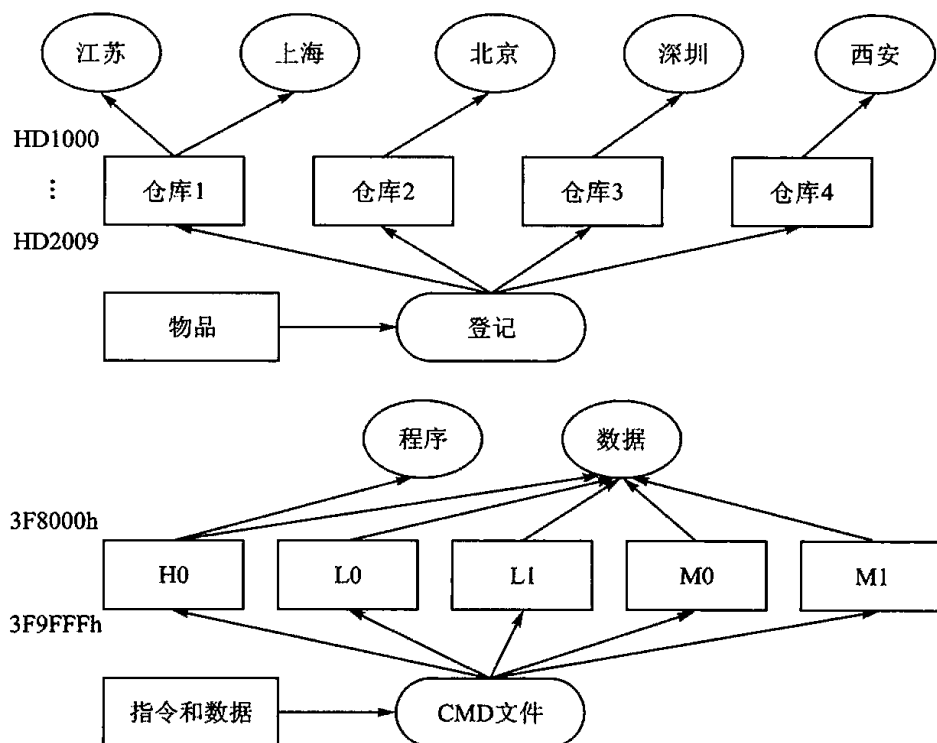 江苏
上海
北京
深圳
西安
HD1000
⋮
HD2009
仓库1
仓库2
仓库3
仓库4
物品
登记
程序
数据
3F8000h
3F9FFFh
H0
L0
L1
M0
M1
指令和数据
CMD文件